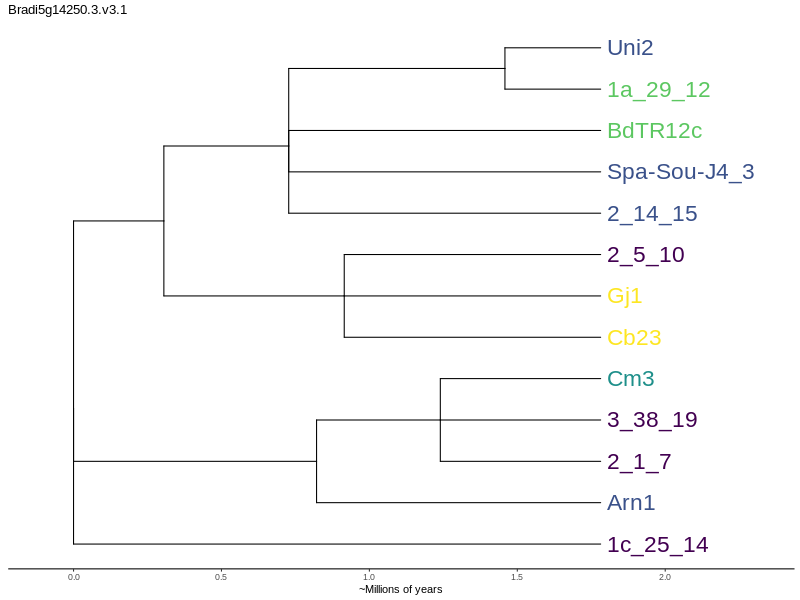 Bradi5g14250.3.v3.1
Uni2
1a_29_12
BdTR12c
Spa-Sou-J4_3
2_14_15
2_5_10
Gj1
Cb23
Cm3
3_38_19
2_1_7
Arn1
1c_25_14
0.0 0.5 1.0 1.5 2.0
~Millions of years